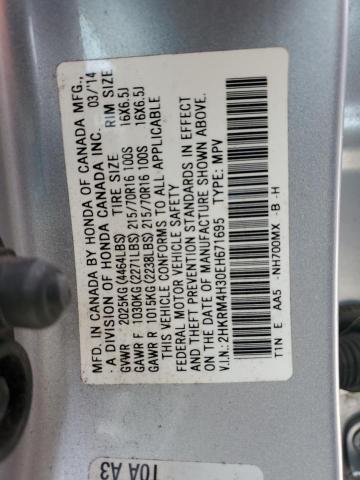 MFD. IN CANADA BY HONDA OF CANADA MFG.,
A DIVISION OF HONDA CANADA INC. 03/'14
TIRE SIZE RIM SIZE
GVWR 2025KG (4464LBS)
GAWR F 1030KG (2271LBS) 215/70R16 100S 16X6.5J
GAWR R 1015KG (2238LBS) 215/70R16 100S 16X6.5J
THIS VEHICLE CONFORMS TO ALL APPLICABLE
FEDERAL MOTOR VEHICLE SAFETY
AND THEFT PREVENTION STANDARDS IN EFFECT
ON THE DATE OF MANUFACTURE SHOWN ABOVE.
V.I.N.: 2HKRM4H30EH671695 TYPE: MPV
TIN E AA5 -NH700MX -B -H
10A A3